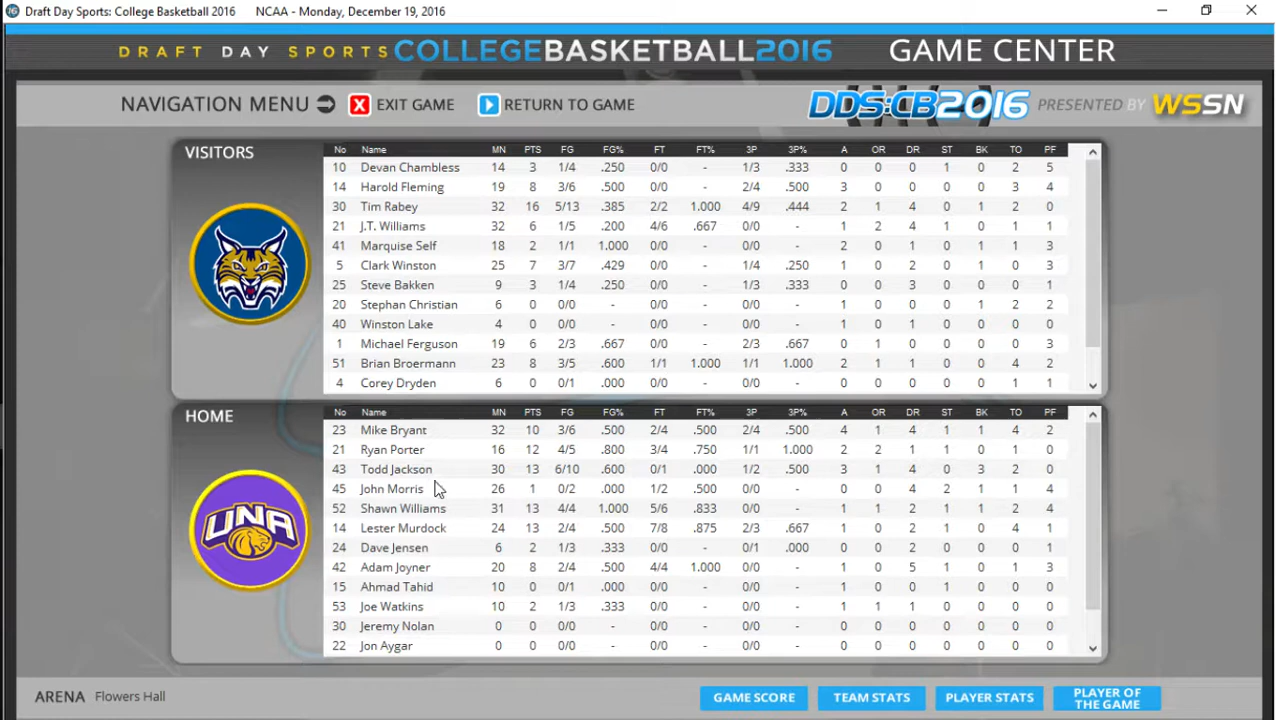 Draft Day Sports: College Basketball 2016 NCAA - Monday, December 19, 2016
DRAFT DAY SPORTS COLLEGEBASKETBALL2016 GAME CENTER
NAVIGATION MENU X EXIT GAME RETURN TO GAME DDS:CB2016 PRESENTED BY WSSN
VISITORS
No Name MN PTS FG FG% FT FT% 3P 3P% A OR DR ST BK TO PF
10 Devan Chambless 14 3 1/4 .250 0/0 - 1/3 .333 0 0 0 1 0 2 5
14 Harold Fleming 19 8 3/6 .500 0/0 - 2/4 .500 3 0 0 0 0 3 4
30 Tim Rabey 32 16 5/13 .385 2/2 1.000 4/9 .444 2 1 4 0 1 2 0
21 J.T. Williams 32 6 1/5 .200 4/6 .667 0/0 - 1 2 4 1 0 1 1
41 Marquise Self 18 2 1/1 1.000 0/0 - 0/0 - 2 0 1 0 1 1 3
5 Clark Winston 25 7 3/7 .429 0/0 - 1/4 .250 1 0 2 0 1 0 3
25 Steve Bakken 9 3 1/4 .250 0/0 - 1/3 .333 0 0 3 0 0 0 1
20 Stephan Christian 6 0 0/0 - 0/0 - 0/0 - 1 0 0 0 1 2 2
40 Winston Lake 4 0 0/0 - 0/0 - 0/0 - 1 0 1 0 0 0 0
1 Michael Ferguson 19 6 2/3 .667 0/0 - 2/3 .667 0 1 0 0 0 0 3
51 Brian Broermann 23 8 3/5 .600 1/1 1.000 1/1 1.000 2 1 1 0 0 4 2
4 Corey Dryden 6 0 0/1 .000 0/0 - 0/0 - 0 0 0 0 0 1 1
HOME
No Name MN PTS FG FG% FT FT% 3P 3P% A OR DR ST BK TO PF
23 Mike Bryant 32 10 3/6 .500 2/4 .500 2/4 .500 4 1 4 1 1 4 2
21 Ryan Porter 16 12 4/5 .800 3/4 .750 1/1 1.000 2 2 1 1 0 1 0
43 Todd Jackson 30 13 6/10 .600 0/1 .000 1/2 .500 3 1 4 0 3 2 0
45 John Morris 26 1 0/2 .000 1/2 .500 0/0 - 0 0 4 2 1 1 4
52 Shawn Williams 31 13 4/4 1.000 5/6 .833 0/0 - 1 1 2 1 1 2 4
14 Lester Murdock 24 13 2/4 .500 7/8 .875 2/3 .667 1 0 2 1 0 4 1
24 Dave Jensen 6 2 1/3 .333 0/0 - 0/1 .000 0 0 2 0 0 0 1
42 Adam Joyner 20 8 2/4 .500 4/4 1.000 0/0 - 1 0 5 1 0 1 3
15 Ahmad Tahid 10 0 0/1 .000 0/0 - 0/0 - 1 0 0 1 0 0 0
53 Joe Watkins 10 2 1/3 .333 0/0 - 0/0 - 1 1 1 0 0 0 0
30 Jeremy Nolan 0 0 0/0 - 0/0 - 0/0 - 0 0 0 0 0 0 0
22 Jon Aygar 0 0 0/0 - 0/0 - 0/0 - 0 0 0 0 0 0 0
UNA
ARENA Flowers Hall GAME SCORE TEAM STATS PLAYER STATS PLAYER OF
THE GAME